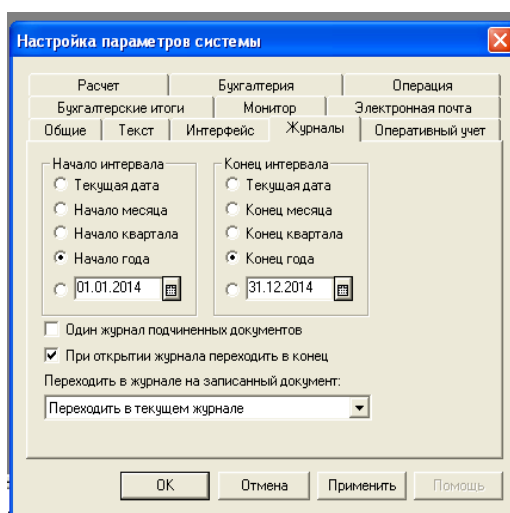 Настройка параметров системы
Расчет Бухгалтерия Операция
Бухгалтерские итоги Монитор Электронная почта
Общие Текст Интерфейс Журналы Оперативный учет
Начало интервала Конец интервала
Текущая дата Текущая дата
Начало месяца Конец месяца
Начало квартала Конец квартала
Начало года Конец года
01.01.2014 31.12.2014
Один журнал подчиненных документов
При открытии журнала переходить в конец
Переходить в журнале на записанный документ:
Переходить в текущем журнале
OK Отмена Применить Помощь